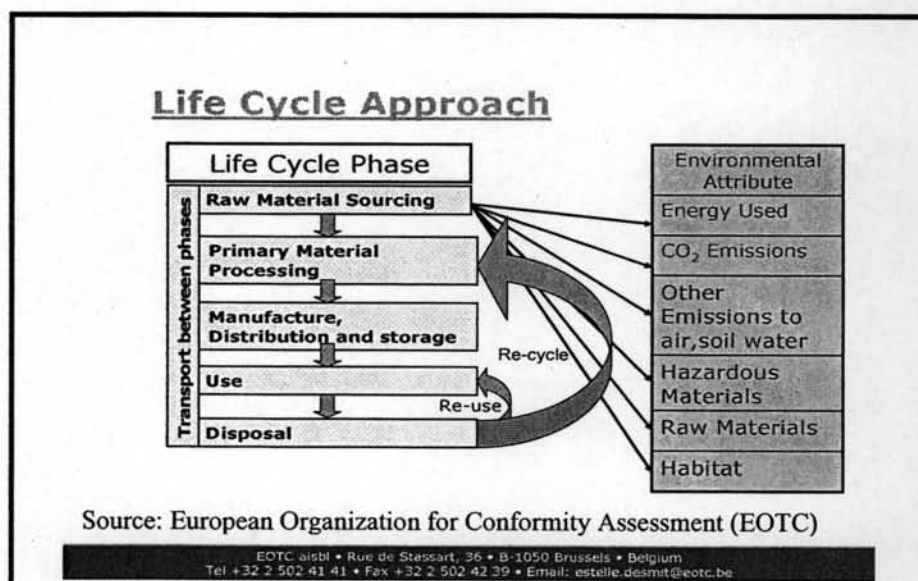 Life Cycle Approach
Life Cycle Phase
Transport between phases
Raw Material Sourcing
Primary Material
Processing
Manufacture,
Distribution and storage
Use
Disposal
Re-use
Re-cycle
Environmental
Attribute
Energy Used
CO₂ Emissions
Other
Emissions to
air,soil water
Hazardous
Materials
Raw Materials
Habitat
Source: European Organization for Conformity Assessment (EOTC)
EOTC aisbl • Rue de Stassart, 36 • B-1050 Brussels • Belgium
Tel +32 2 502 41 41 • Fax +32 2 502 42 39 • Email: estelle.desmit@eotc.be